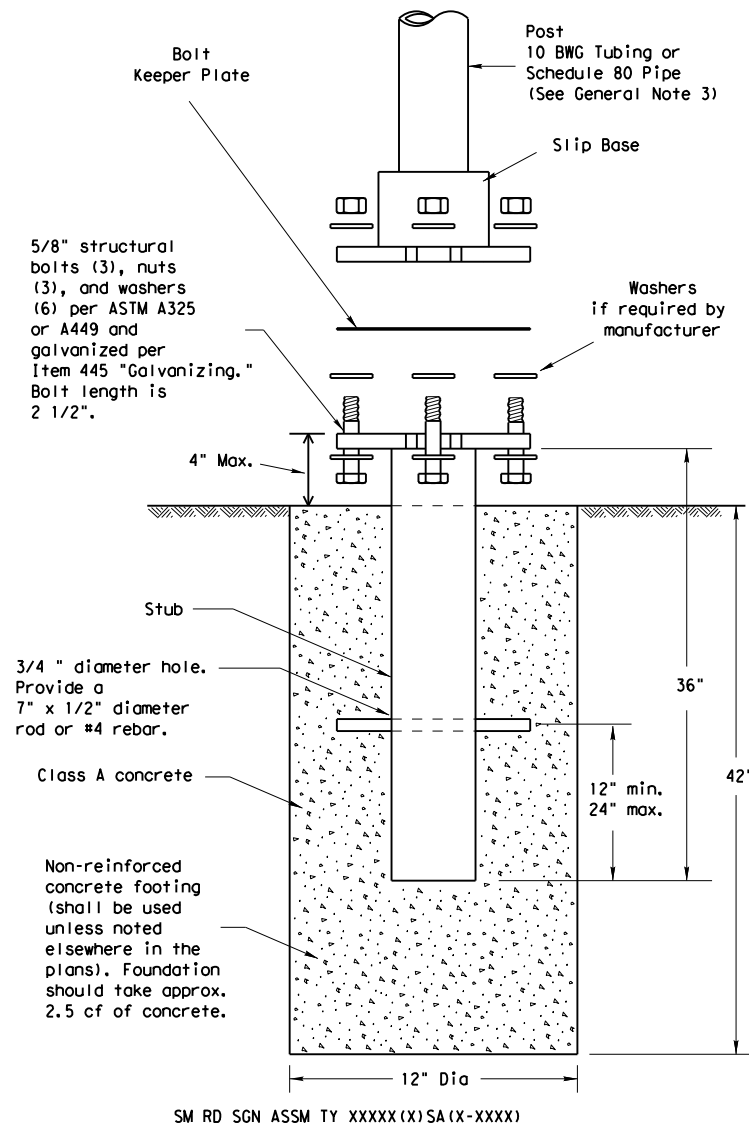 Bolt
Keeper Plate
Post
10 BWG Tubing or
Schedule 80 Pipe
(See General Note 3)
Slip Base
5/8" structural
bolts (3), nuts
(3), and washers
(6) per ASTM A325
or A449 and
galvanized per
Item 445 "Galvanizing."
Bolt length is
2 1/2".
Washers
if required by
manufacturer
4" Max.
Stub
3/4 " diameter hole.
Provide a
7" x 1/2" diameter
rod or #4 rebar.
36"
Class A concrete
12" min.
24" max.
42"
Non-reinforced
concrete footing
(shall be used
unless noted
elsewhere in the
plans). Foundation
should take approx.
2.5 cf of concrete.
12" Dia
SM RD SGN ASSM TY XXXXX(X)SA(X-XXXX)